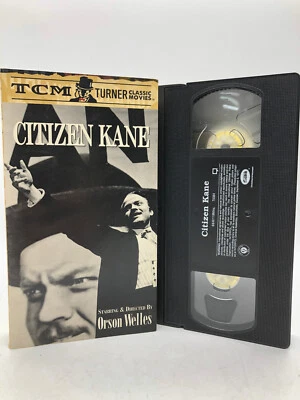 TCM TURNER CLASSIC MOVIES
CITIZEN KANE
STARRING & DIRECTED BY
Orson Welles
Citizen Kane